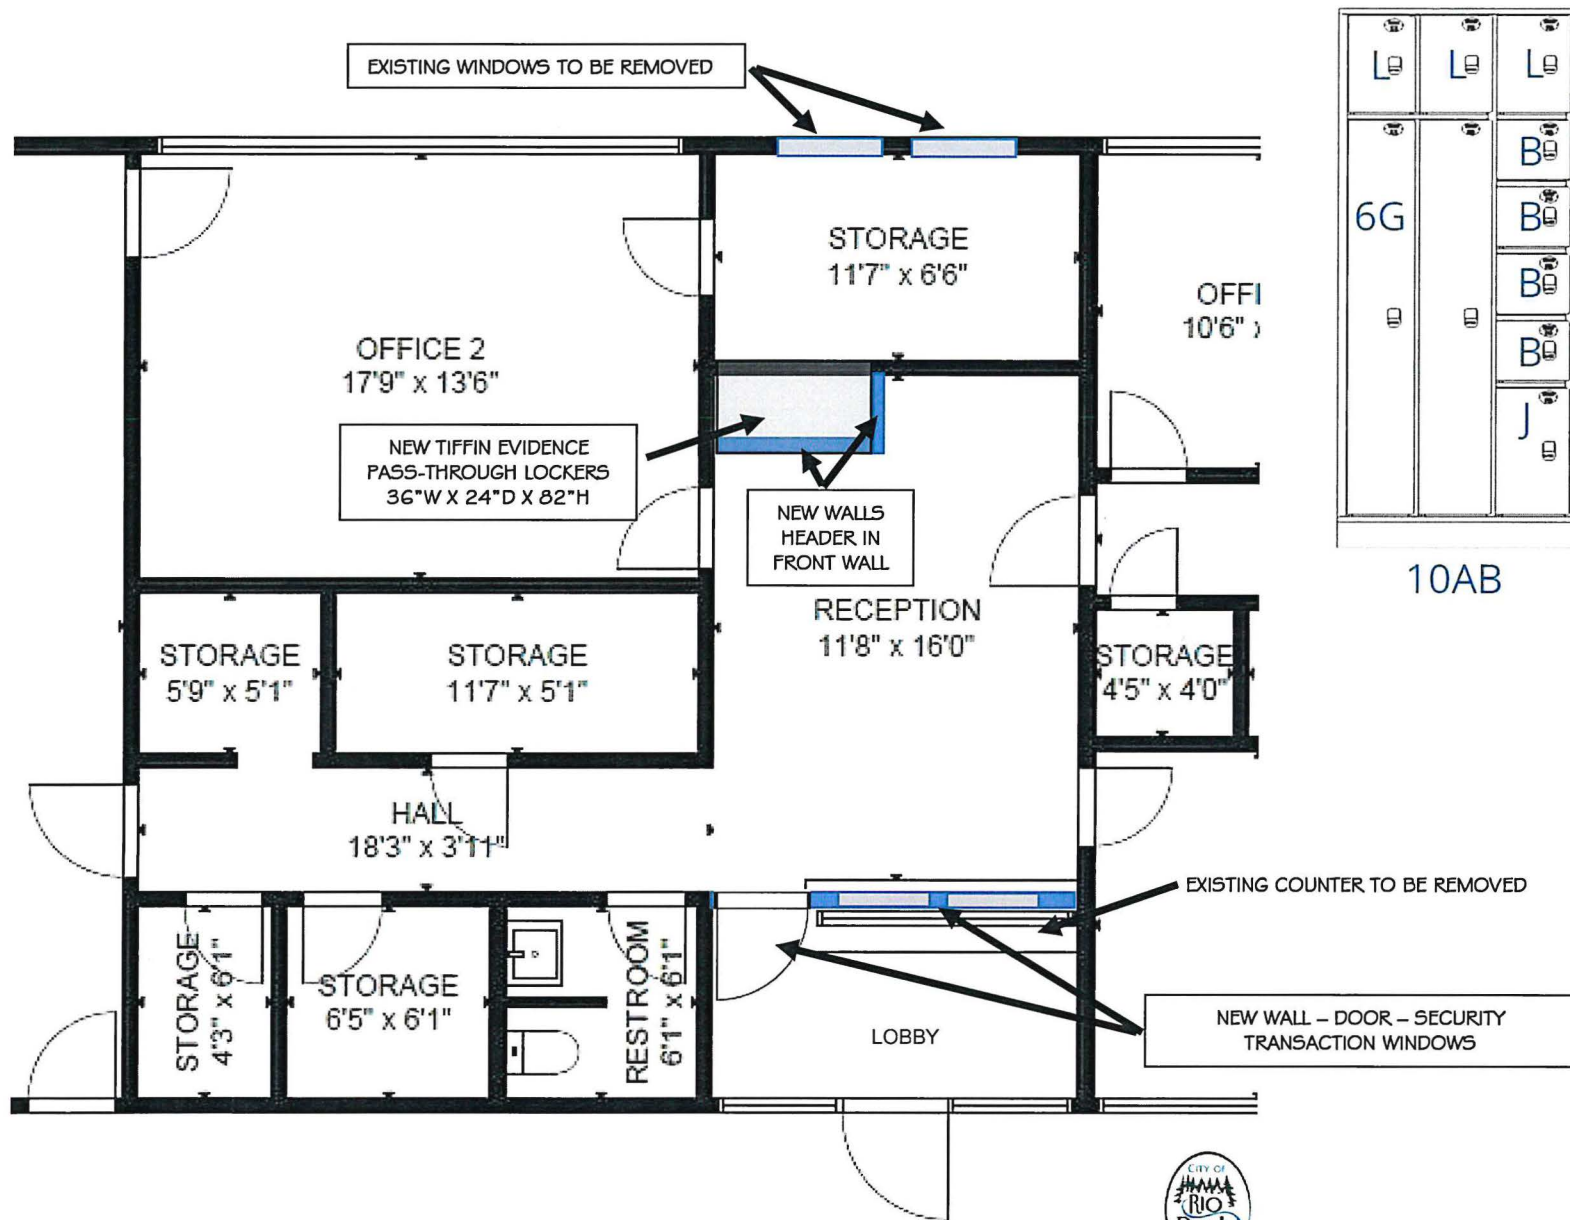 EXISTING WINDOWS TO BE REMOVED
L
L
L
B
B
B
B
6G
J
10AB
STORAGE
11'7" x 6'6"
OFFI
10'6" x
OFFICE 2
17'9" x 13'6"
NEW TIFFIN EVIDENCE
PASS-THROUGH LOCKERS
36"W X 24"D X 82"H
NEW WALLS
HEADER IN
FRONT WALL
RECEPTION
11'8" x 16'0"
STORAGE
5'9" x 5'1"
STORAGE
11'7" x 5'1"
STORAGE
4'5" x 4'0"
HALL
18'3" x 3'11"
EXISTING COUNTER TO BE REMOVED
STORAGE
4'3" x 6'1"
STORAGE
6'5" x 6'1"
RESTROOM
6'1" x 6'1"
LOBBY
NEW WALL – DOOR – SECURITY
TRANSACTION WINDOWS
CITY OF
RIO